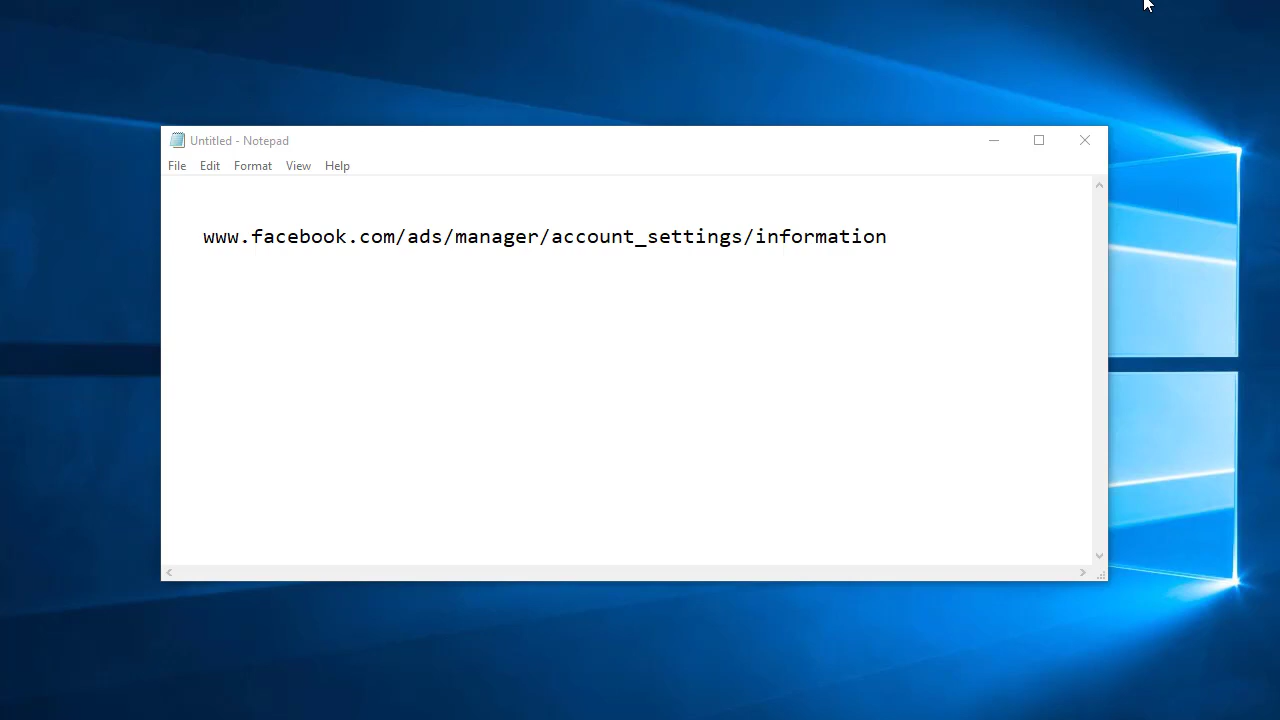 Untitled - Notepad
File Edit Format View Help
www.facebook.com/ads/manager/account_settings/information